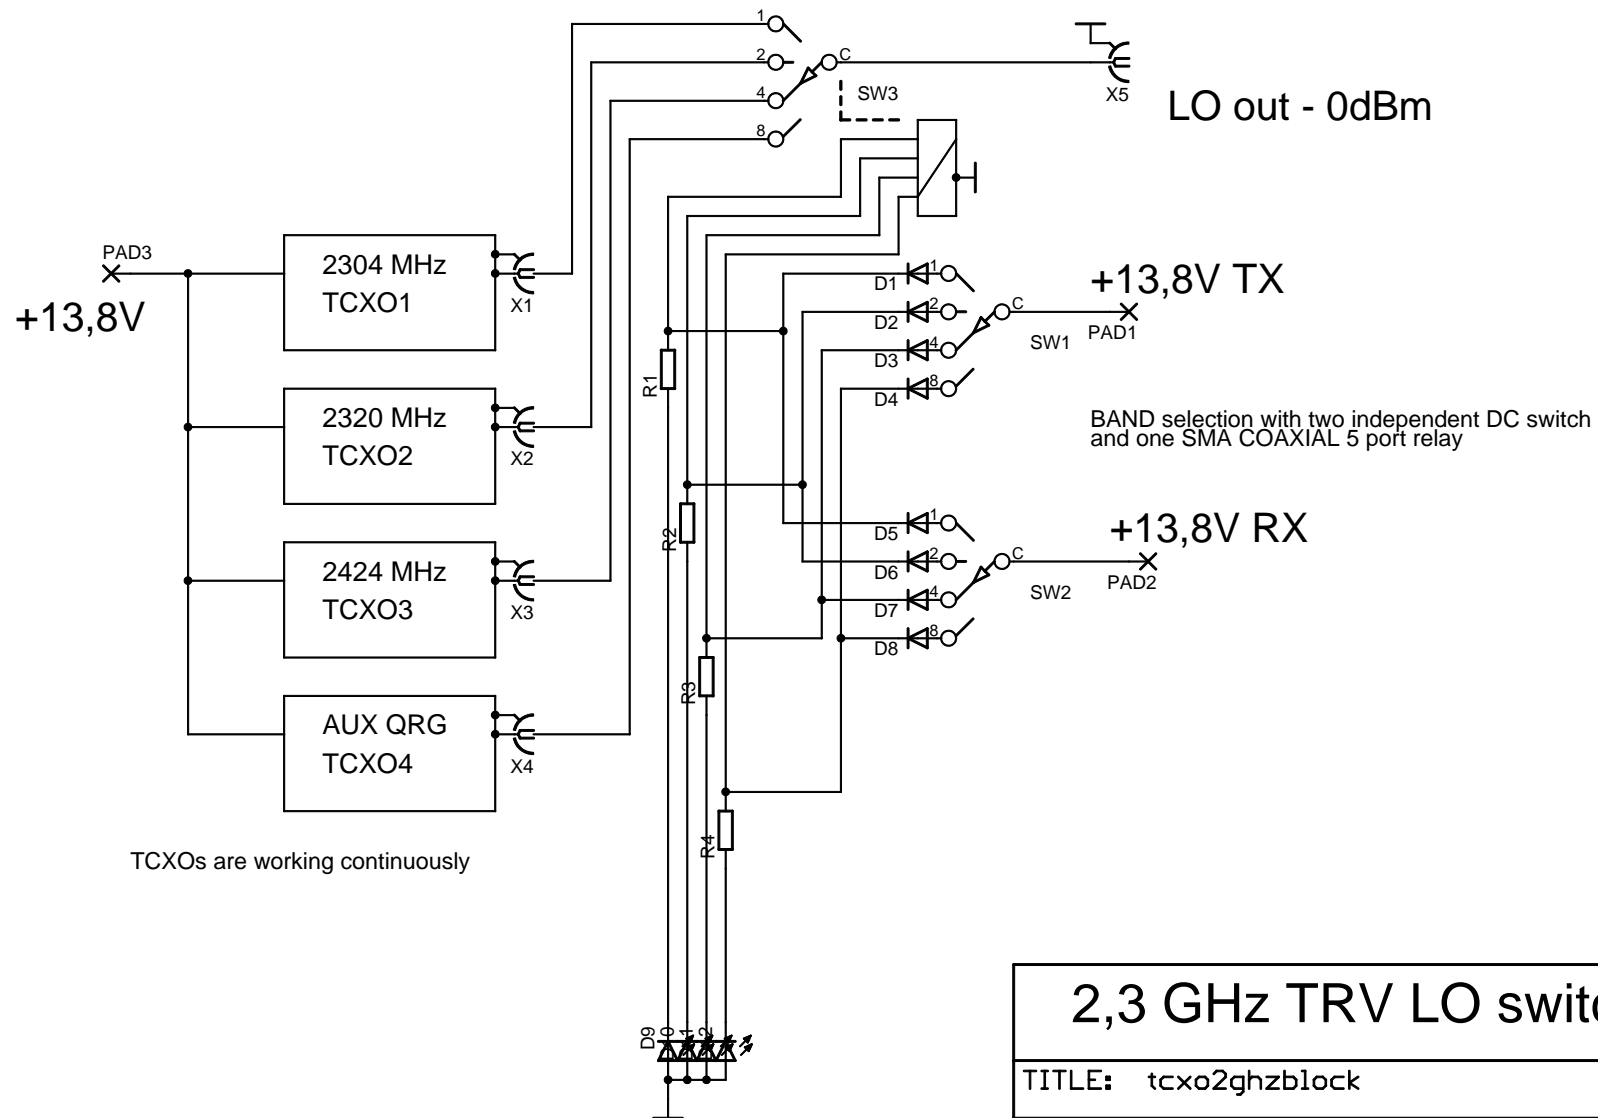 1
2
4
8
C
SW3
X5
LO out - 0dBm
PAD3
+13,8V
2304 MHz
TCXO1
X1
2320 MHz
TCXO2
X2
2424 MHz
TCXO3
X3
AUX QRG
TCXO4
X4
TCXOs are working continuously
R1
R2
R3
R4
D1
1
D2
2
D3
4
D4
8
C
SW1
+13,8V TX
PAD1
BAND selection with two independent DC switch
and one SMA COAXIAL 5 port relay
D5
1
D6
2
D7
4
D8
8
C
SW2
+13,8V RX
PAD2
D9
2,3 GHz TRV LO
TITLE: tcxo2ghzblock